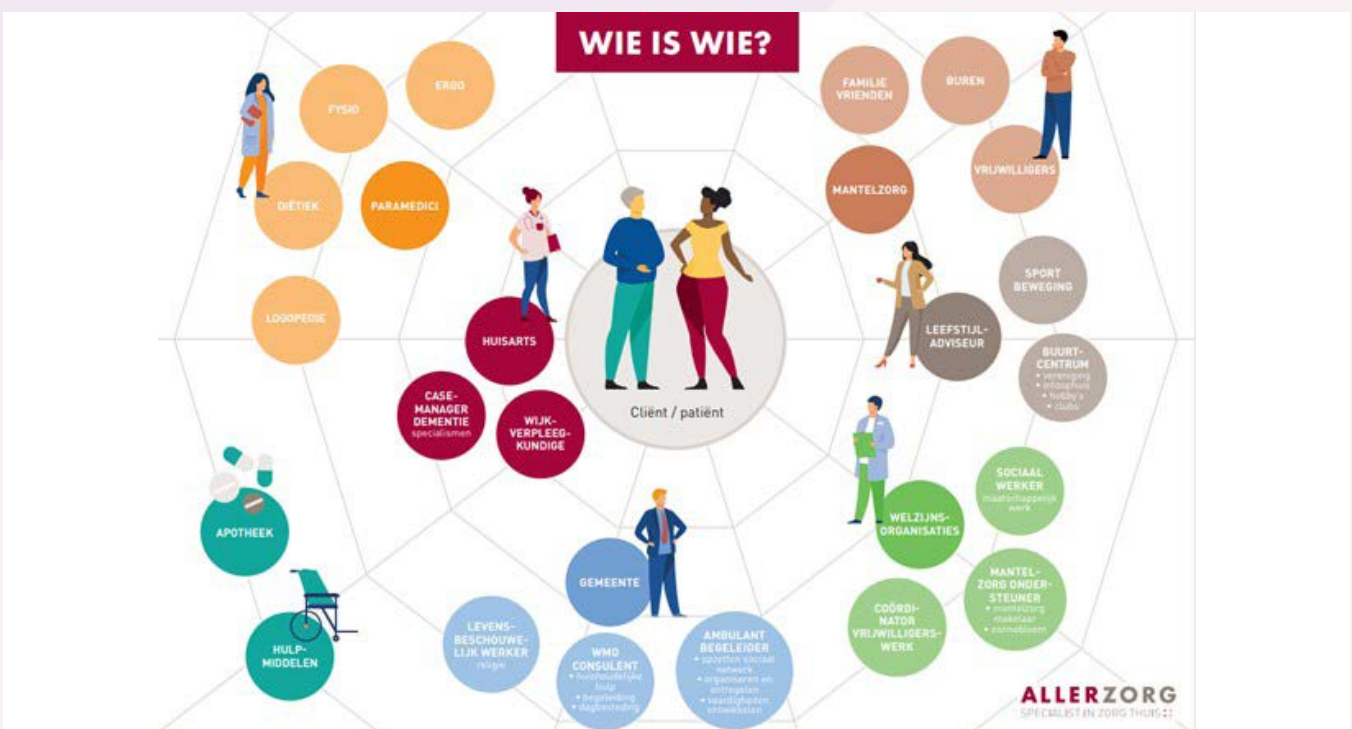 WIE IS WIE?
ERGO
FYSIO
DIËTIEK
PARAMEDICI
LOGOPEDIE
FAMILIE
VRIENDEN
BUREN
VRIJWILLIGERS
MANTELZORG
SPORT
BEWEGING
LEEFSTIJL-
ADVISEUR
BUURT-
CENTRUM
• vereniging
• inloophuis
• hobby's
• clubs
HUISARTS
CASE-
MANAGER
DEMENTIE
specialismen
WIJK-
VERPLEEG-
KUNDIGE
Cliënt / patiënt
APOTHEEK
HULP-
MIDDELEN
GEMEENTE
LEVENS-
BESCHOUWE-
LIJK WERKER
religie
WMO
CONSULENT
• huishoudelijke
hulp
• begeleiding
• dagbesteding
AMBULANT
BEGELEIDER
• opzetten sociaal
netwerk
• organiseren en
ontregelen
• vaardigheden
ontwikkelen
WELZIJNS-
ORGANISATIES
SOCIAAL
WERKER
maatschappelijk
werk
MANTEL-
ZORG ONDER-
STEUNER
• mantelzorg
makelaar
• zonnebloem
COÖRDI-
NATOR
VRIJWILLIGERS-
WERK
ALLERZORG
SPECIALIST IN ZORG THUIS